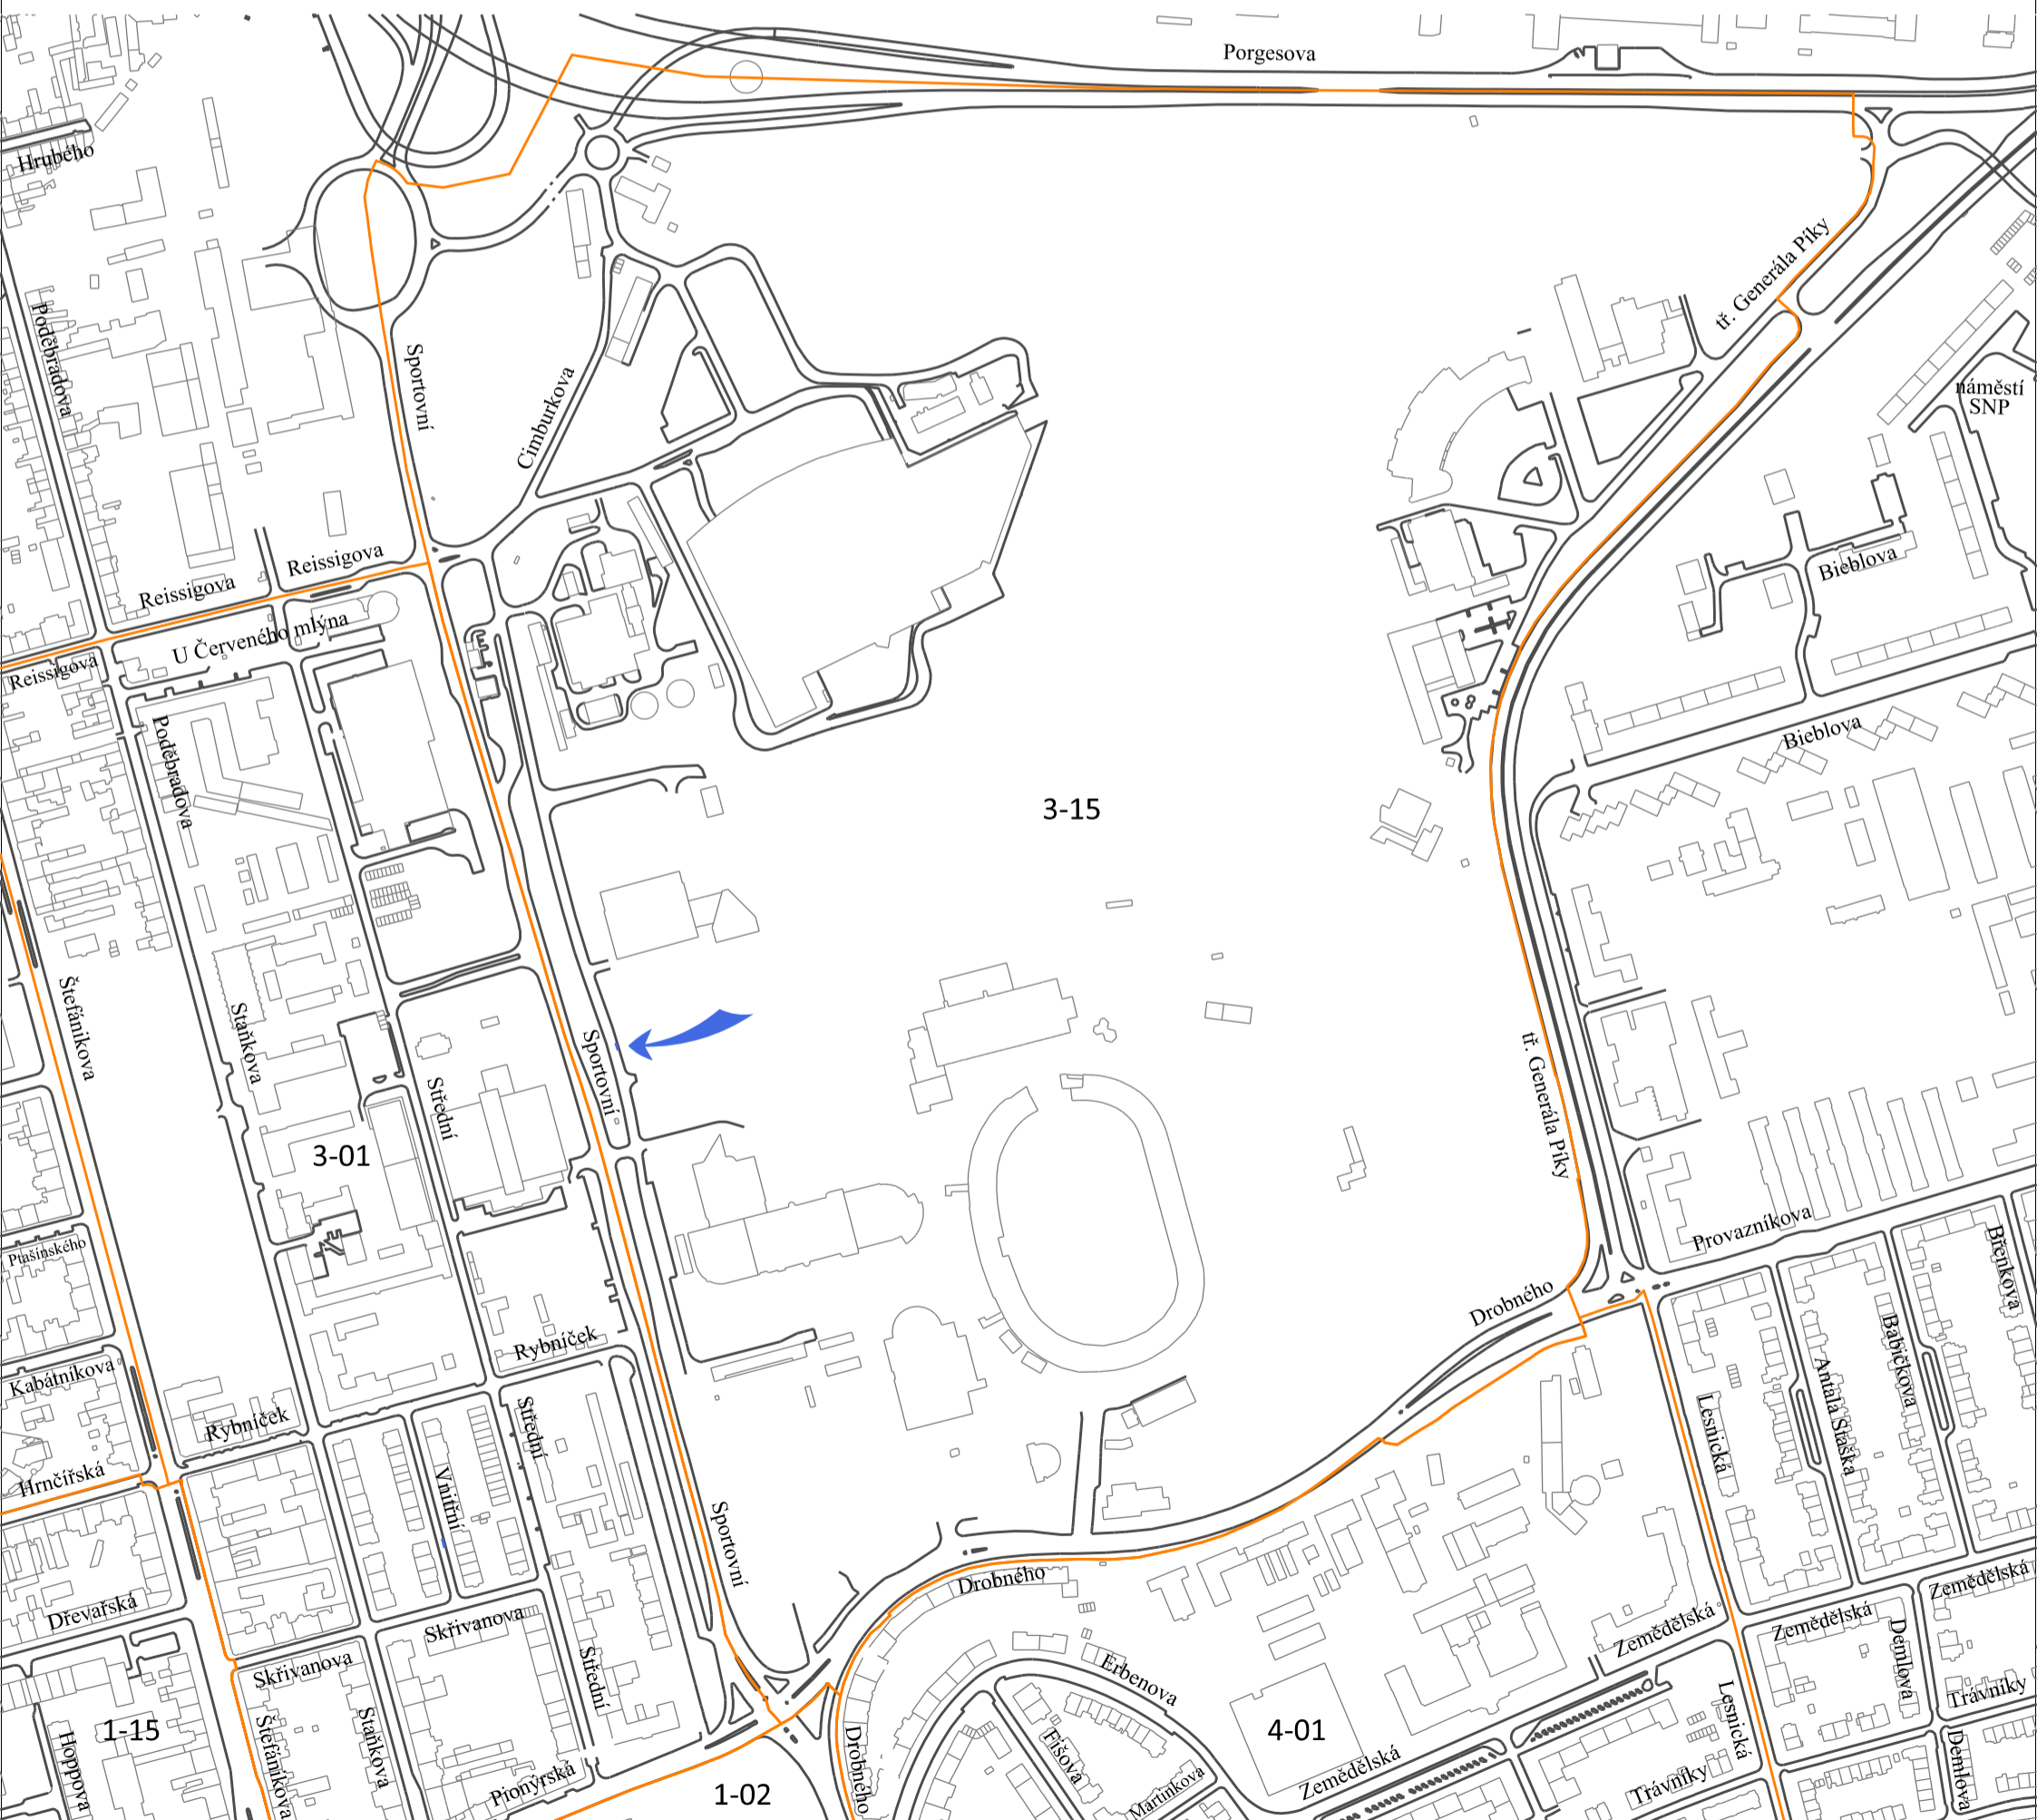 Porgesova
Hrubého
tř. Generála Píky
Poděbradova
Sportovní
Cimburkova
náměstí
SNP
Reissigova
Reissigova
Bieblova
U Červeného mlýna
Reissigova
Poděbradova
Bieblova
3-15
Štefánikova
Staňkova
Sportovní
tř. Generála Píky
Střední
3-01
Provazníkova
Ptašínského
Břenkova
Drobného
Rybníček
Babičkova
Kabátníkova
Antala Staška
Lesnická
Rybníček
Střední
Hrnčířská
Vnitřní
Sportovní
Drobného
Zemědělská
Dřevařská
Skřivanova
Zemědělská
Zemědělská
Demlova
Skřivanova
Střední
Erbenova
Trávníky
Lesnická
1-15
Hoppova
Štefánikova
Staňkova
Drobného
Fišova
4-01
Demlova
Zemědělská
Pionýrská
1-02
Martinkova
Trávníky